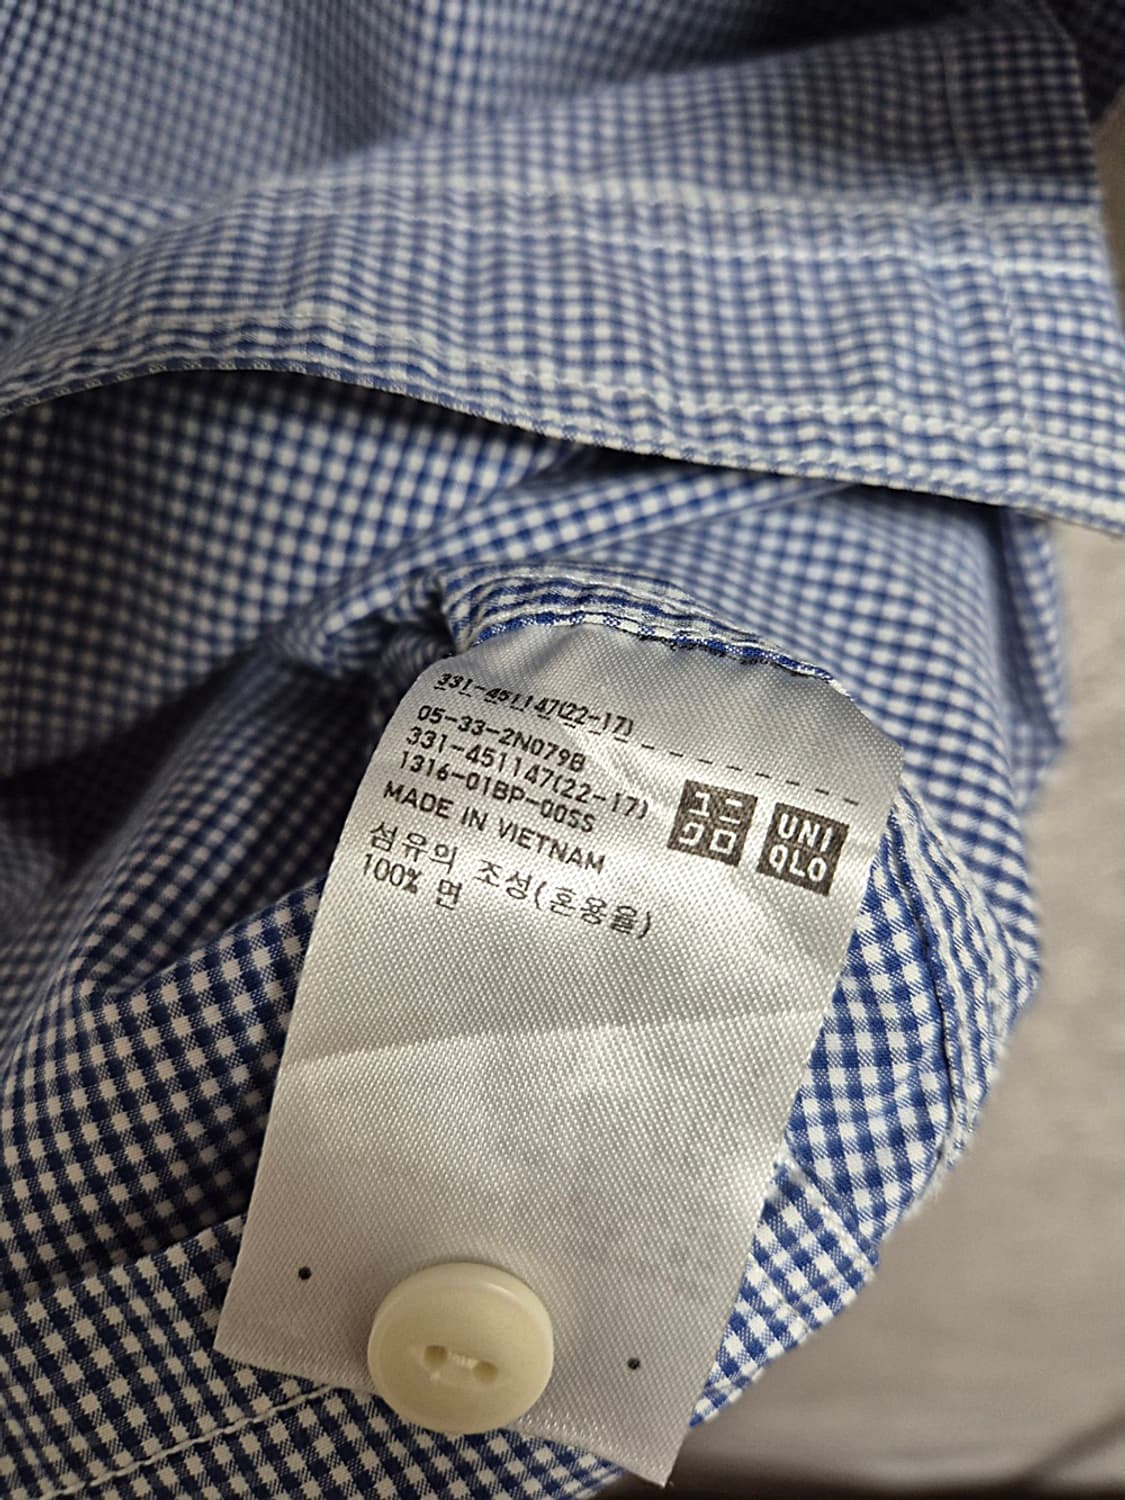 331-451147(22-17)
05-33-2N079B
331-451147(22-17)
1316-01BP-00SS
MADE IN VIETNAM
섬유의 조성(혼용율)
100% 면
ユニ
クロ
UNI
QLO